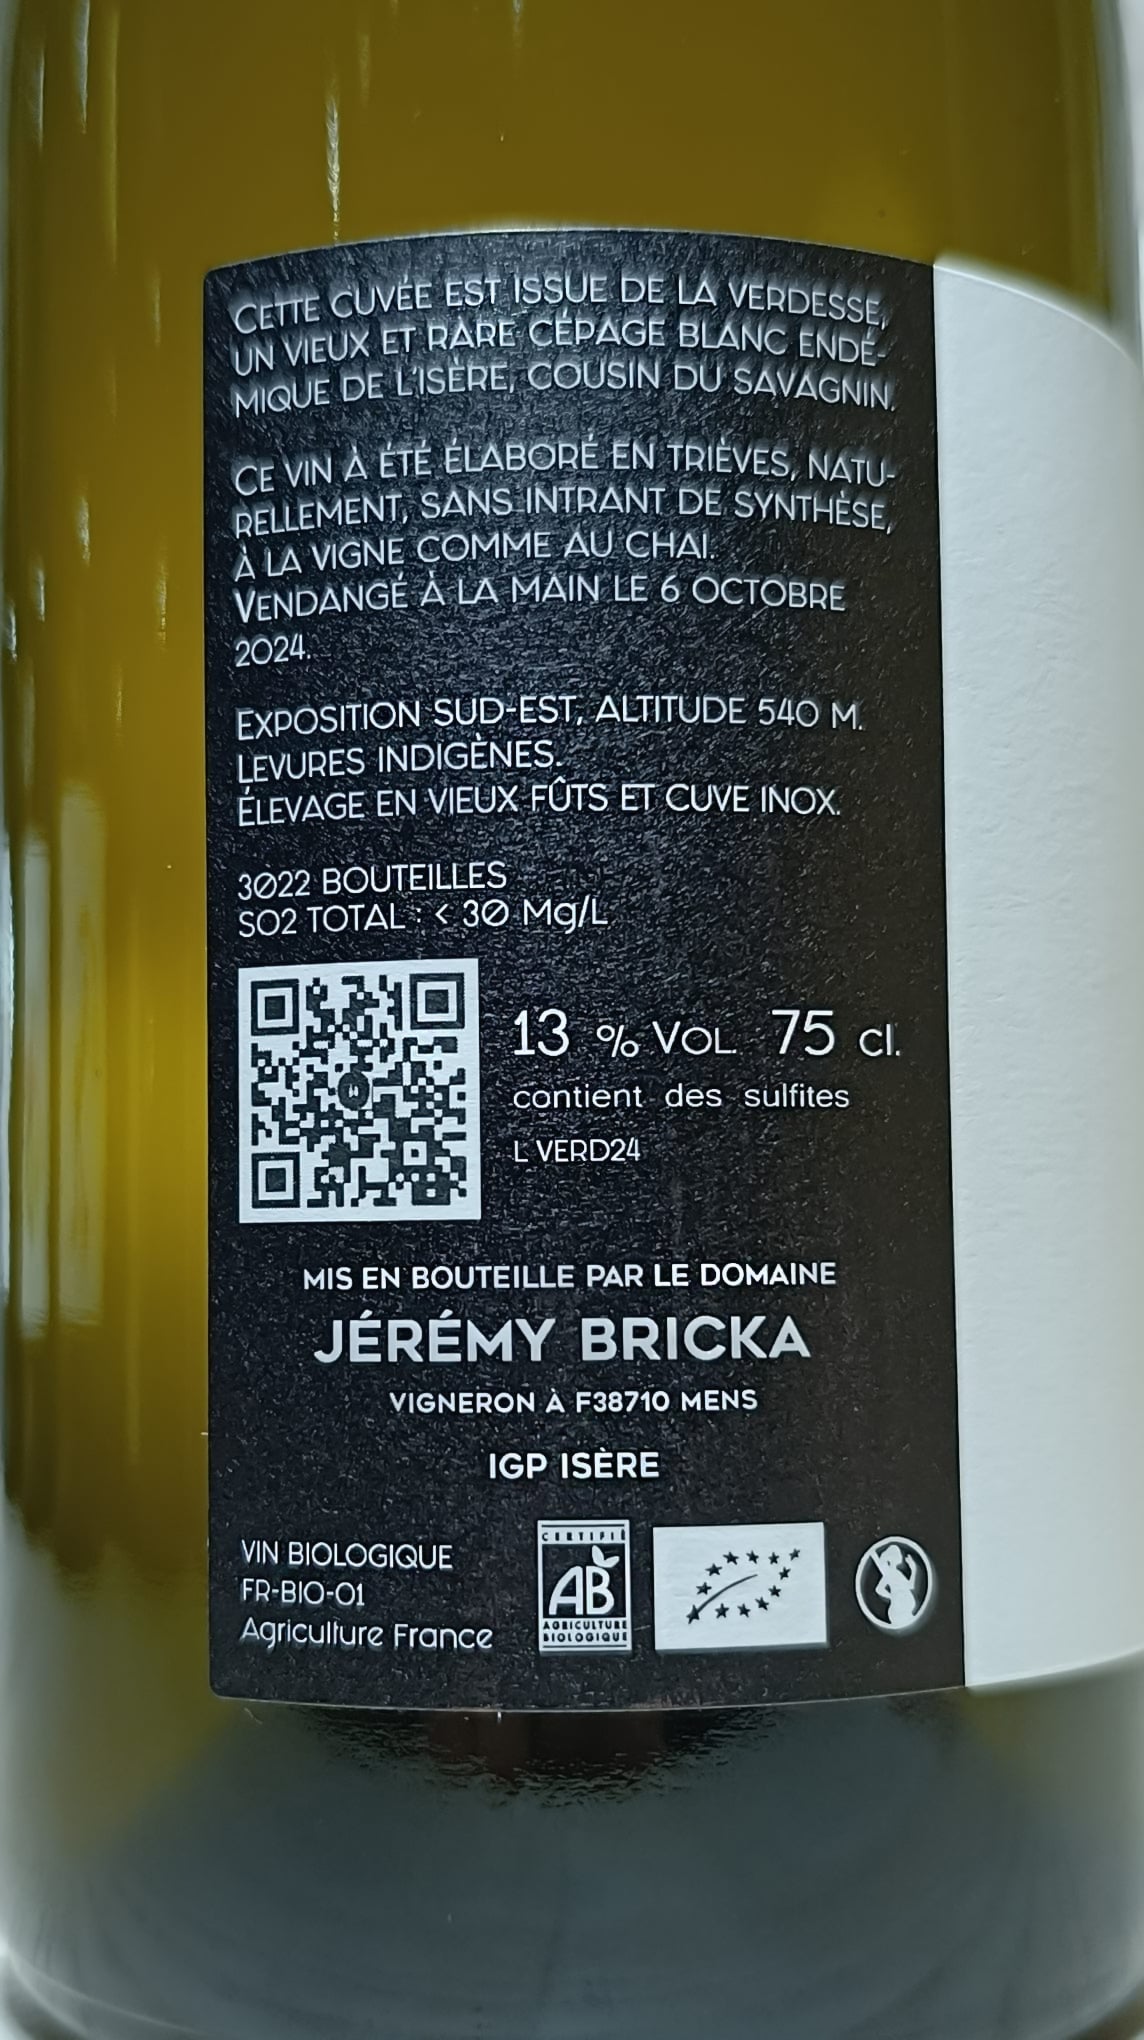 CETTE CUVÉE EST ISSUE DE LA VERDESSE,
UN VIEUX ET RARE CÉPAGE BLANC ENDÉ-
MIQUE DE L'ISÈRE, COUSIN DU SAVAGNIN.
CE VIN À ÉTÉ ÉLABORÉ EN TRIÈVES, NATU-
RELLEMENT, SANS INTRANT DE SYNTHÈSE,
À LA VIGNE COMME AU CHAI.
VENDANGÉ À LA MAIN LE 6 OCTOBRE
2024.
EXPOSITION SUD-EST, ALTITUDE 540 M.
LEVURES INDIGÈNES.
ÉLEVAGE EN VIEUX FÛTS ET CUVE INOX.
3022 BOUTEILLES
SO2 TOTAL : < 30 Mg/L
13 % VOL. 75 cl.
contient des sulfites
L VERD24
MIS EN BOUTEILLE PAR LE DOMAINE
JÉRÉMY BRICKA
VIGNERON À F38710 MENS
IGP ISÈRE
VIN BIOLOGIQUE
FR-BIO-01
Agriculture France
CERTIFIÉ
AB
AGRICULTURE
BIOLOGIQUE